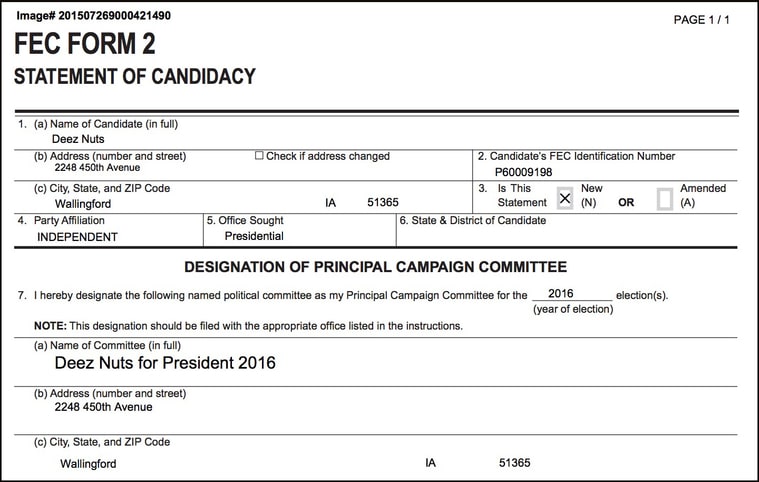 Image# 201507269000421490
PAGE 1 / 1
FEC FORM 2
STATEMENT OF CANDIDACY
1. (a) Name of Candidate (in full)
Deez Nuts
(b) Address (number and street) ☐ Check if address changed 2. Candidate's FEC Identification Number
2248 450th Avenue P60009198
(c) City, State, and ZIP Code 3. Is This New Amended
Wallingford IA 51365 Statement X (N) OR (A)
4. Party Affiliation 5. Office Sought 6. State & District of Candidate
INDEPENDENT Presidential
DESIGNATION OF PRINCIPAL CAMPAIGN COMMITTEE
7. I hereby designate the following named political committee as my Principal Campaign Committee for the 2016 election(s).
(year of election)
NOTE: This designation should be filed with the appropriate office listed in the instructions.
(a) Name of Committee (in full)
Deez Nuts for President 2016
(b) Address (number and street)
2248 450th Avenue
(c) City, State, and ZIP Code
Wallingford IA 51365